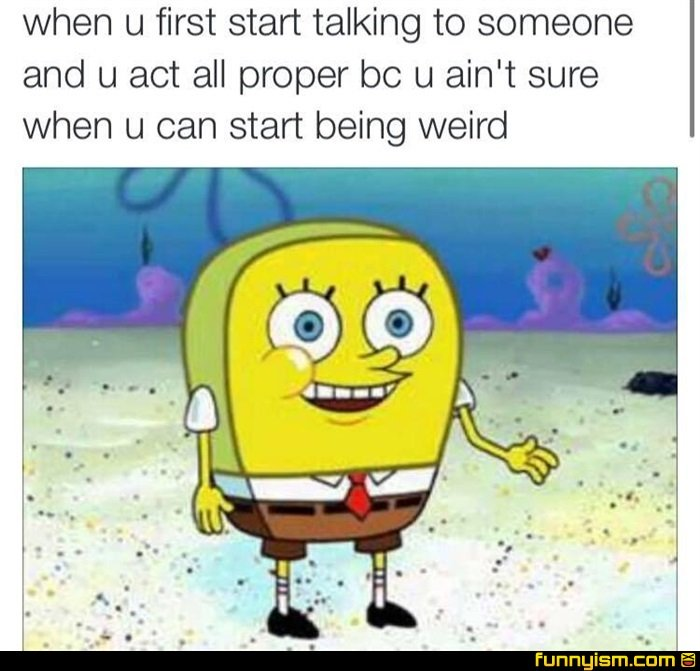 when u first start talking to someone
and u act all proper bc u ain't sure
when u can start being weird
funnyism.com